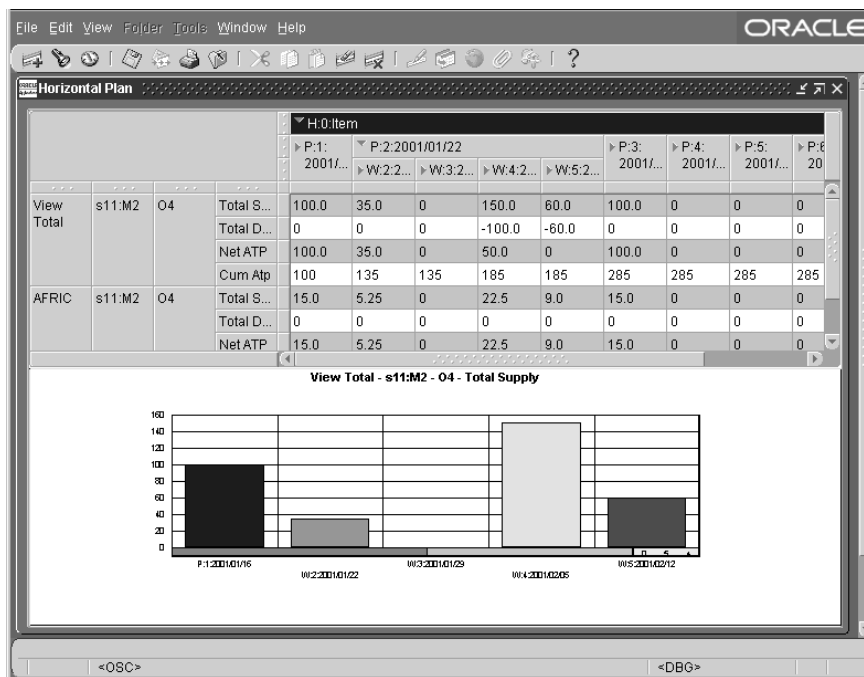 File Edit View Folder Tools Window Help
ORACLE
Horizontal Plan
H:0:Item
P:1: 2001/... P:2:2001/01/22 P:3: 2001/... P:4: 2001/... P:5: 2001/... P:6 20
W:2:2... W:3:2... W:4:2... W:5:2...
View Total s11:M2 O4 Total S... 100.0 35.0 0 150.0 60.0 100.0 0 0 0
Total D... 0 0 0 -100.0 -60.0 0 0 0 0
Net ATP 100.0 35.0 0 50.0 0 100.0 0 0 0
Cum Atp 100 135 135 185 185 285 285 285 285
AFRIC s11:M2 O4 Total S... 15.0 5.25 0 22.5 9.0 15.0 0 0 0
Total D... 0 0 0 0 0 0 0 0 0
Net ATP 15.0 5.25 0 22.5 9.0 15.0 0 0 0
View Total - s11:M2 - O4 - Total Supply
160
140
120
100
80
60
40
20
0
P:1:2001/01/16 W:2:2001/01/22 W:3:2001/01/29 W:4:2001/02/05 W:5:2001/02/12
<OSC> <DBG>